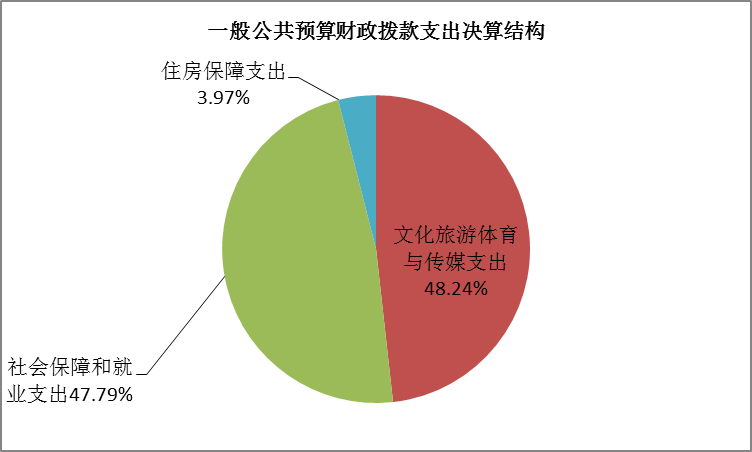 一般公共预算财政拨款支出决算结构
住房保障支出
3.97%
文化旅游体育
与传媒支出
48.24%
社会保障和就
业支出47.79%